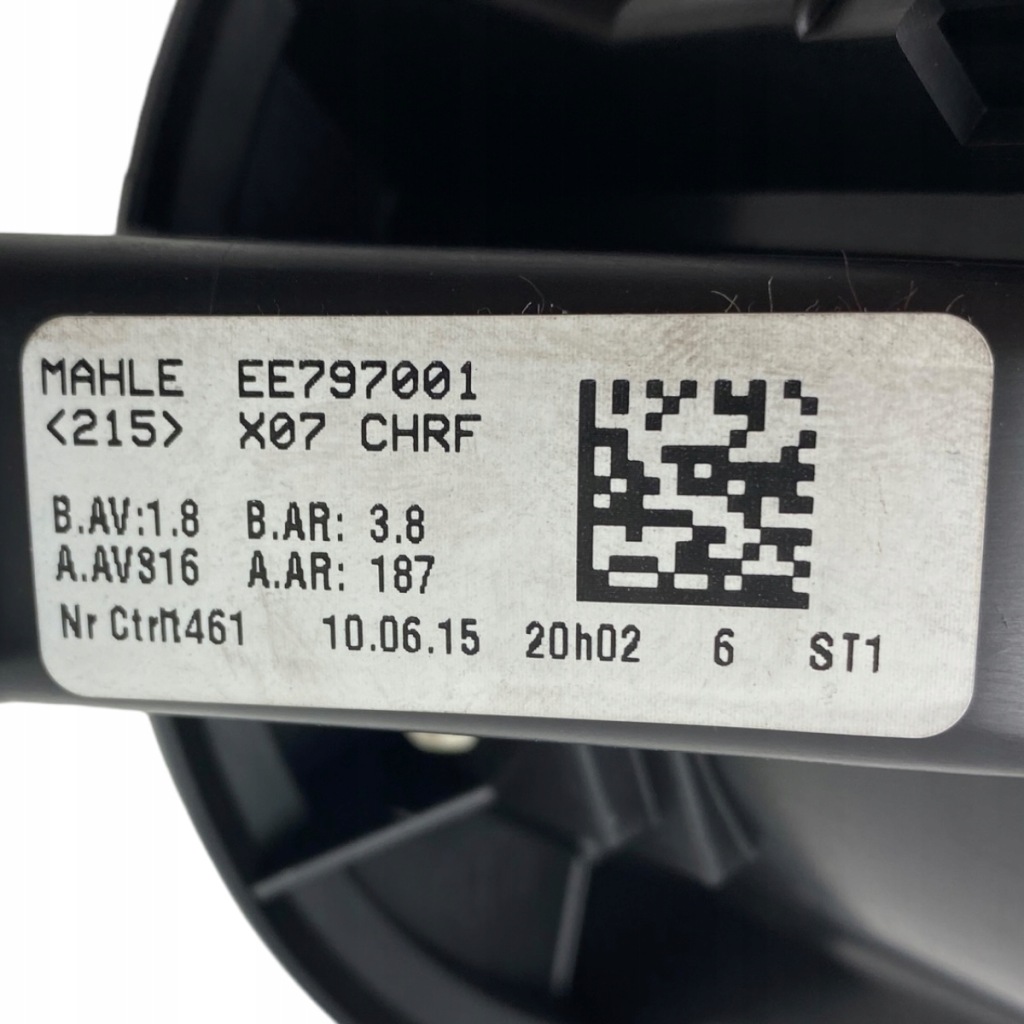 MAHLE EE797001
<215> X07 CHRF
B.AV:1.8 B.AR: 3.8
A.AV316 A.AR: 187
Nr 461 10.06.15 20h02 6 ST1